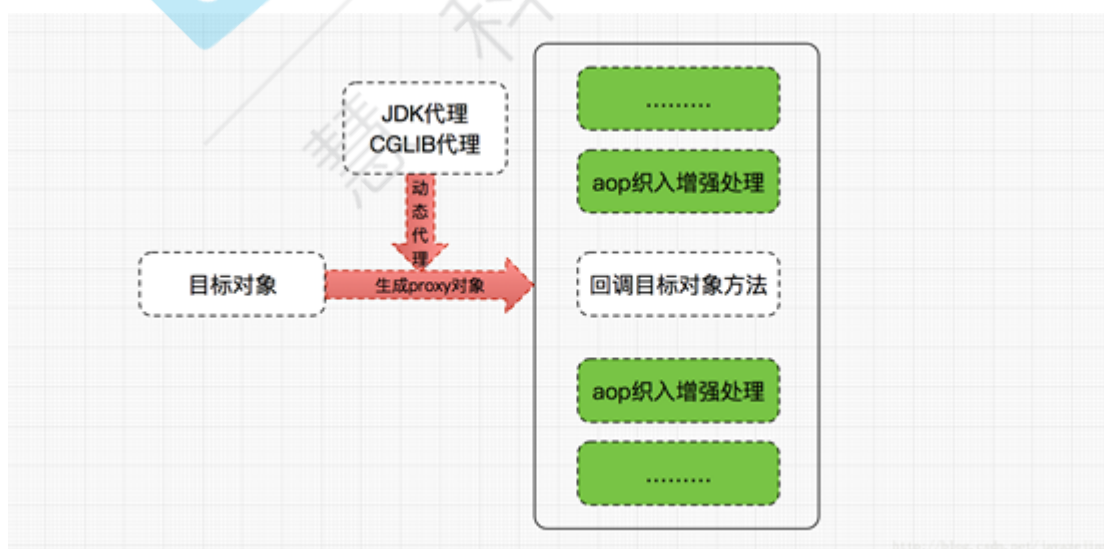 JDK代理
CGLIB代理
动态代理
目标对象
生成proxy对象
.........
aop织入增强处理
回调目标对象方法
aop织入增强处理
.........
慧 科